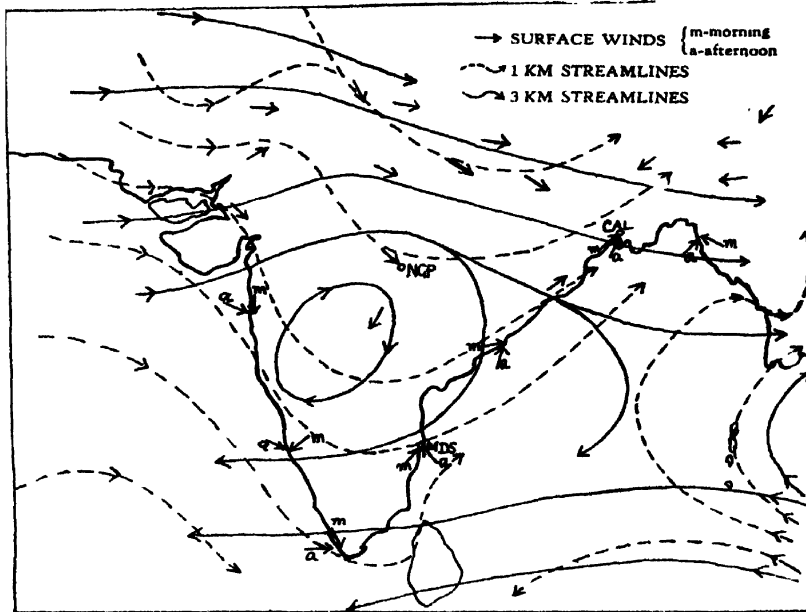 → SURFACE WINDS { m-morning
a-afternoon
1 KM STREAMLINES
3 KM STREAMLINES
CAL
m a
a
a m
NGP
m
a
m
a
a m
MDS
m a
m
a